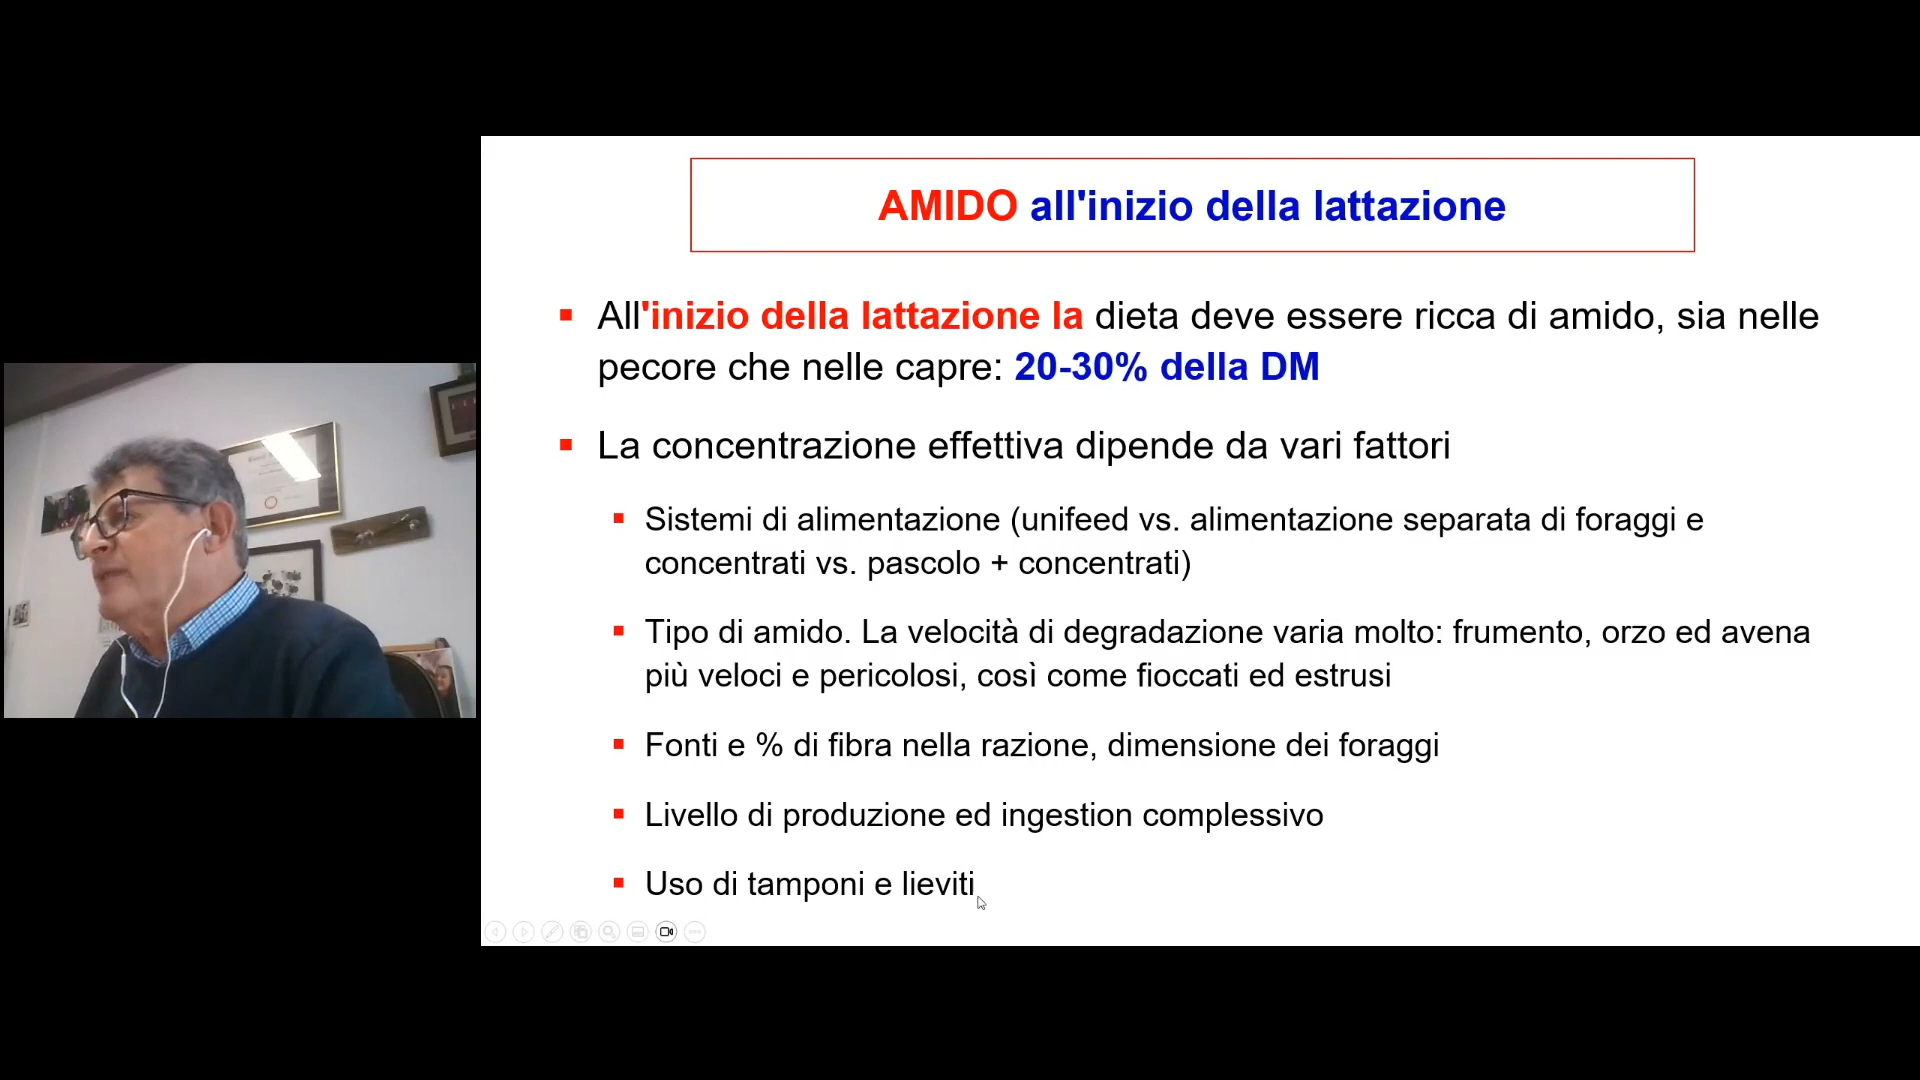 AMIDO all'inizio della lattazione
All'inizio della lattazione la dieta deve essere ricca di amido, sia nelle
pecore che nelle capre: 20-30% della DM
La concentrazione effettiva dipende da vari fattori
Sistemi di alimentazione (unifeed vs. alimentazione separata di foraggi e
concentrati vs. pascolo + concentrati)
Tipo di amido. La velocità di degradazione varia molto: frumento, orzo ed avena
più veloci e pericolosi, così come fioccati ed estrusi
Fonti e % di fibra nella razione, dimensione dei foraggi
Livello di produzione ed ingestion complessivo
Uso di tamponi e lieviti